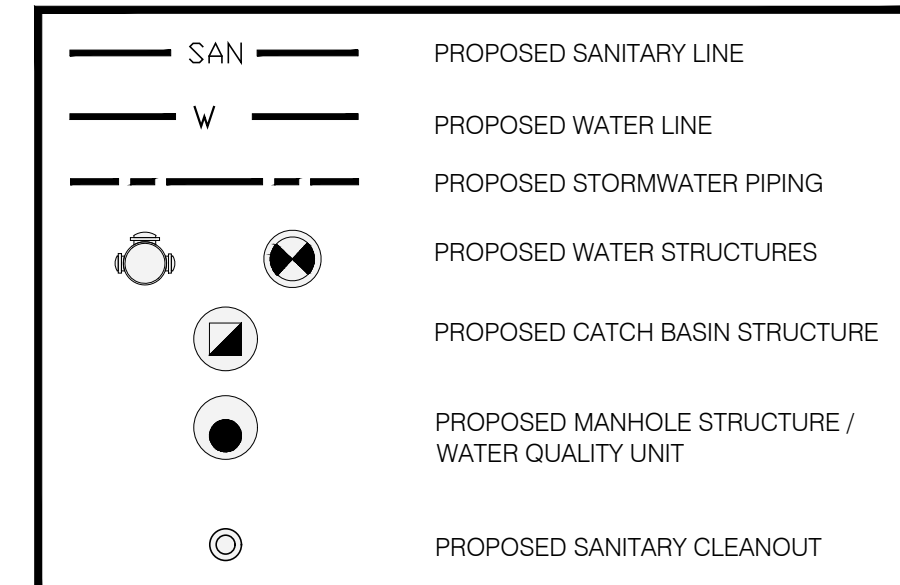 SAN PROPOSED SANITARY LINE
W PROPOSED WATER LINE
PROPOSED STORMWATER PIPING
PROPOSED WATER STRUCTURES
PROPOSED CATCH BASIN STRUCTURE
PROPOSED MANHOLE STRUCTURE /
WATER QUALITY UNIT
PROPOSED SANITARY CLEANOUT